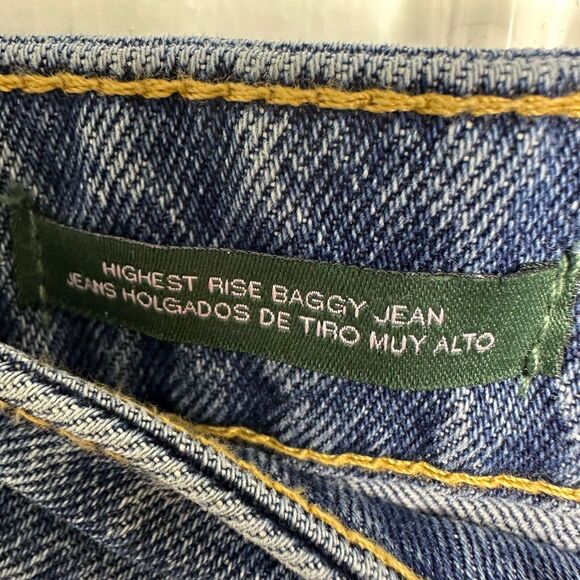 HIGHEST RISE BAGGY JEAN
JEANS HOLGADOS DE TIRO MUY ALTO